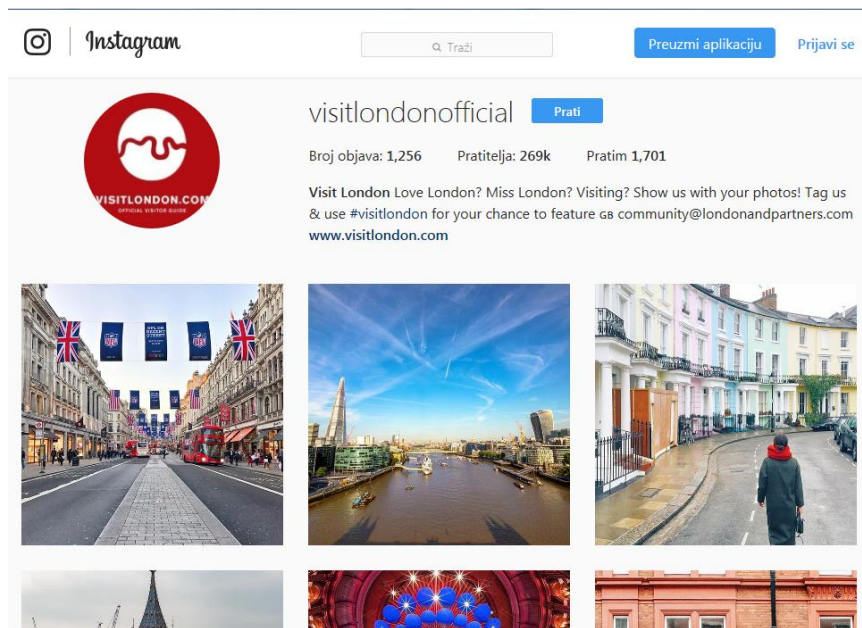 Instagram
Traži
Preuzmi aplikaciju
Prijavi se
visitlondonofficial
Prati
Broj objava: 1,256 Pratitelja: 269k Pratim 1,701
Visit London Love London? Miss London? Visiting? Show us with your photos! Tag us
& use #visitlondon for your chance to feature GB community@londonandpartners.com
www.visitlondon.com
VISITLONDON.COM
OFFICIAL VISITOR GUIDE
NFL
NFL